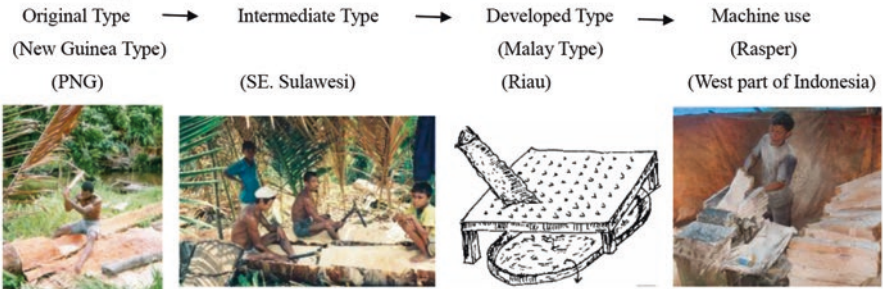 Original Type → Intermediate Type → Developed Type → Machine use
(New Guinea Type) (Malay Type) (Rasper)
(PNG) (SE. Sulawesi) (Riau) (West part of Indonesia)